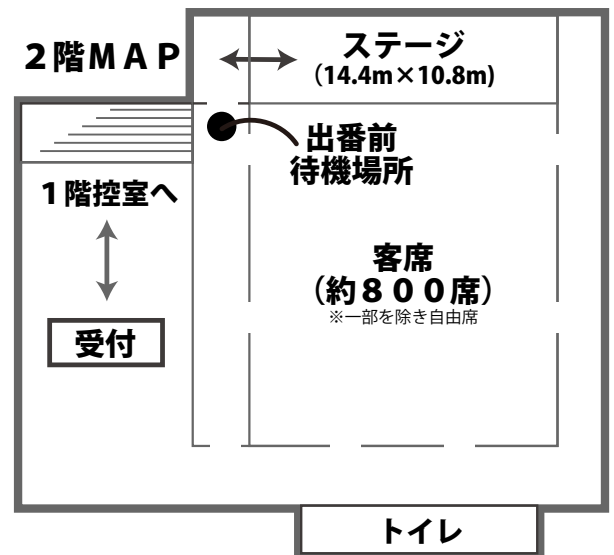 ２階ＭＡＰ
ステージ
（14.4m×10.8m）
出番前
待機場所
１階控室へ
客席
（約８００席）
※一部を除き自由席
受付
トイレ